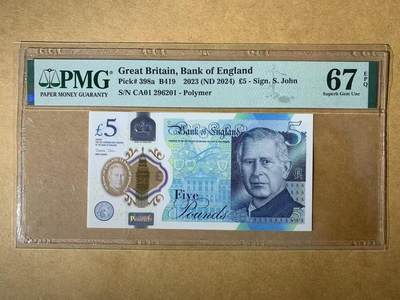 PMG
PAPER MONEY GUARANTY
Great Britain, Bank of England
Pick# 398a B419 2023 (ND 2024) £5 - Sign. S. John
S/N CA01 296201 - Polymer
67 EPQ
Superb Gem Unc
£5
Bank of England
5
Five
Pounds